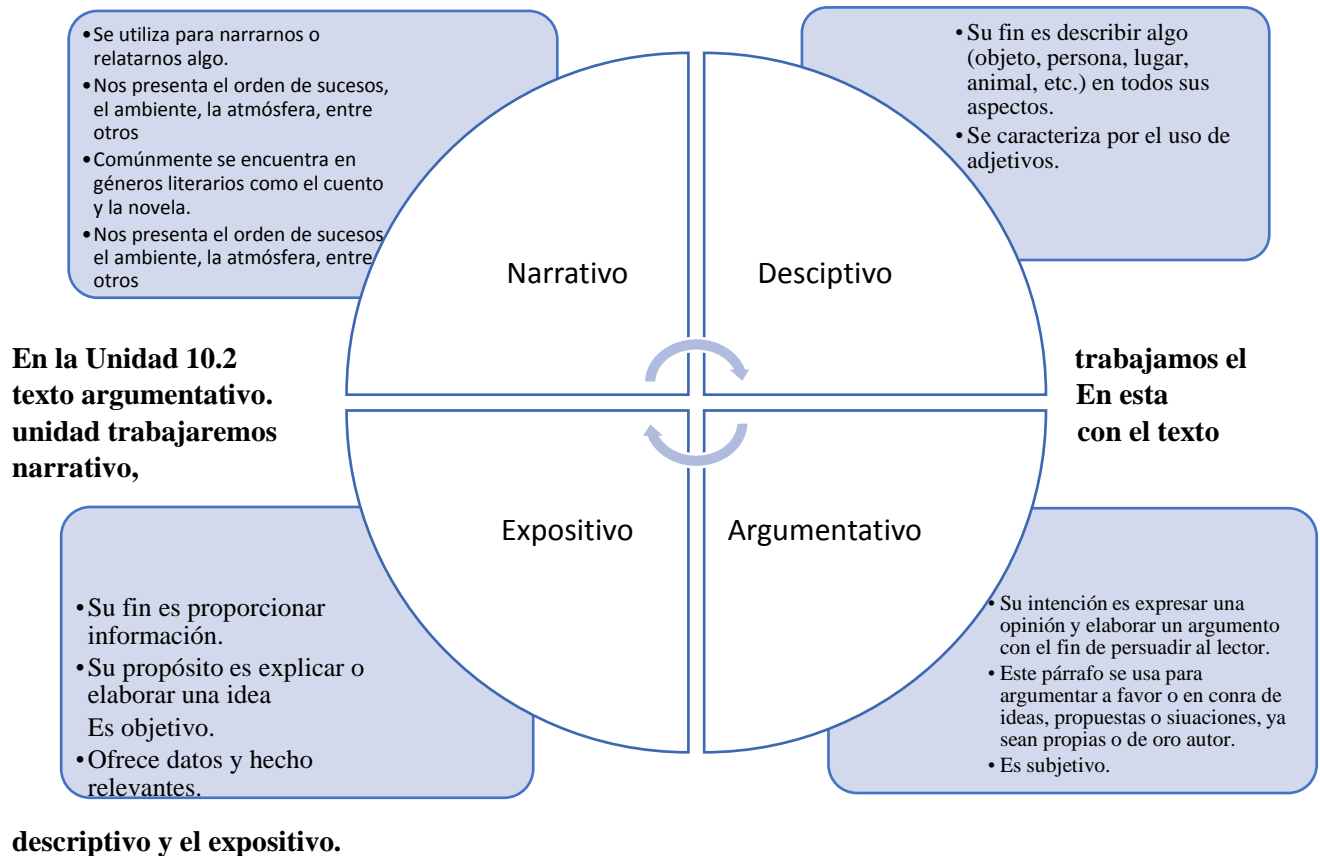 •Se utiliza para narrarnos o
relatarnos algo.
•Nos presenta el orden de sucesos,
el ambiente, la atmósfera, entre
otros
•Comúnmente se encuentra en
géneros literarios como el cuento
y la novela.
•Nos presenta el orden de sucesos
el ambiente, la atmósfera, entre
otros
•Su fin es describir algo
(objeto, persona, lugar,
animal, etc.) en todos sus
aspectos.
•Se caracteriza por el uso de
adjetivos.
Narrativo
Desciptivo
En la Unidad 10.2 trabajamos el
texto argumentativo. En esta
unidad trabajaremos con el texto
narrativo,
Expositivo
Argumentativo
•Su fin es proporcionar
información.
•Su propósito es explicar o
elaborar una idea
Es objetivo.
•Ofrece datos y hecho
relevantes.
•Su intención es expresar una
opinión y elaborar un argumento
con el fin de persuadir al lector.
•Este párrafo se usa para
argumentar a favor o en conra de
ideas, propuestas o siuaciones, ya
sean propias o de oro autor.
•Es subjetivo.
descriptivo y el expositivo.